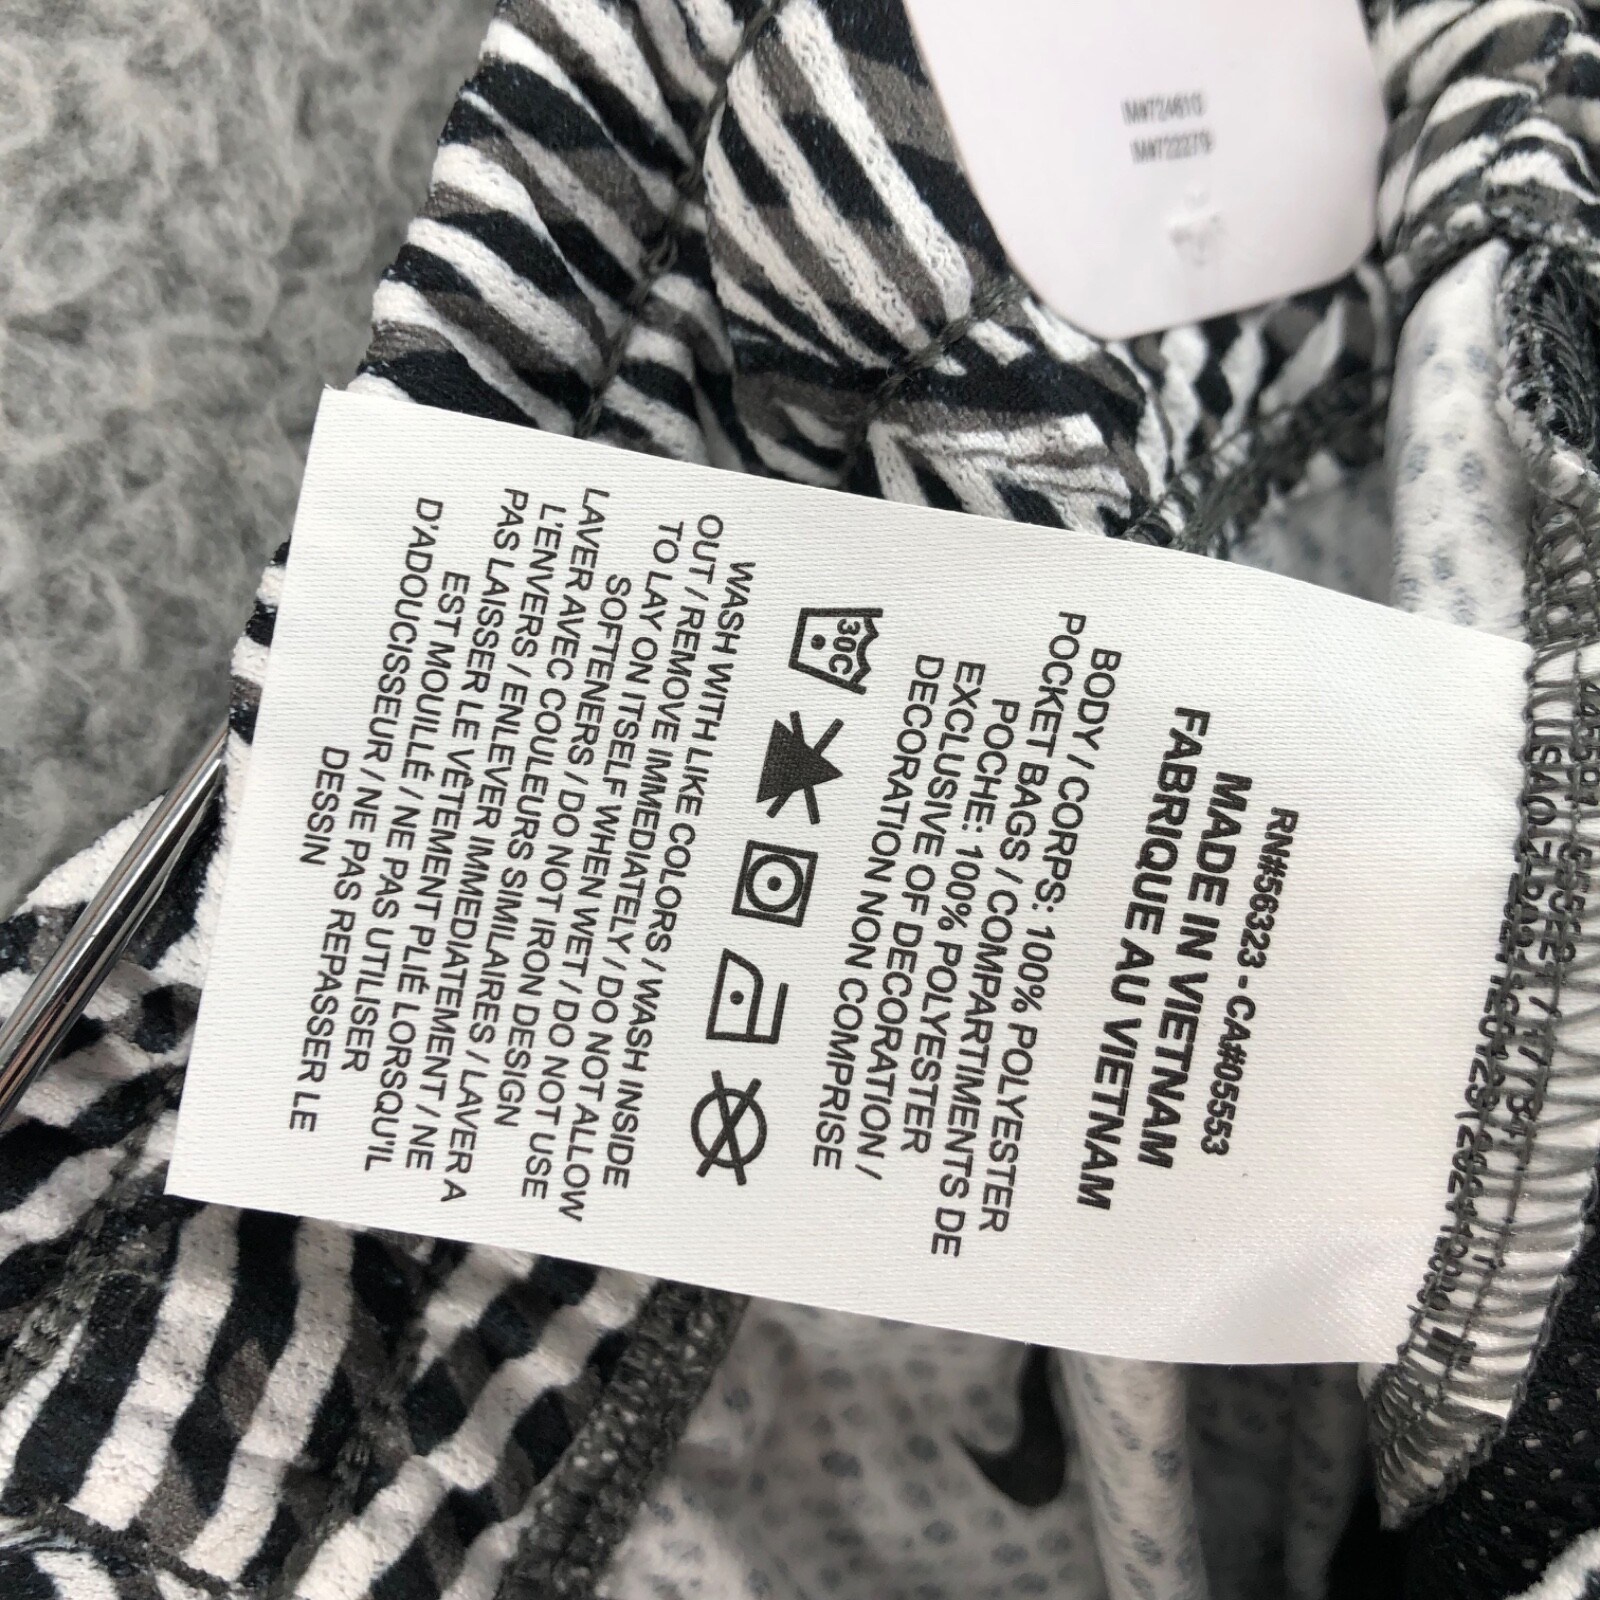 RN#56323 - CA#05553
MADE IN VIETNAM
FABRIQUE AU VIETNAM
BODY / CORPS: 100% POLYESTER
POCKET BAGS / COMPARTIMENTS DE
POCHE: 100% POLYESTER
EXCLUSIVE OF DECORATION /
DECORATION NON COMPRISE
30C
WASH WITH LIKE COLORS / WASH INSIDE
OUT / REMOVE IMMEDIATELY / DO NOT ALLOW
TO LAY ON ITSELF WHEN WET / DO NOT USE
SOFTENERS / DO NOT IRON DESIGN
LAVER AVEC COULEURS SIMILAIRES / LAVER A
L'ENVERS / ENLEVER IMMEDIATEMENT / NE
PAS LAISSER LE VÊTEMENT PLIÉ LORSQU'IL
EST MOUILLÉ / NE PAS UTILISER
D'ADOUCISSEUR / NE PAS REPASSER LE
DESSIN